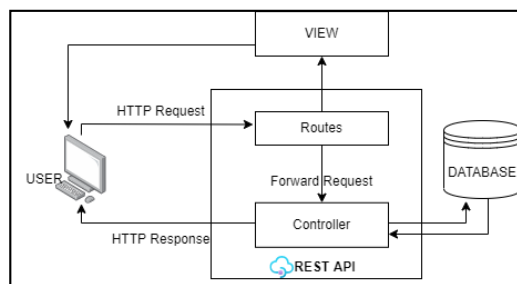 VIEW
HTTP Request
Routes
USER
DATABASE
Forward Request
Controller
HTTP Response
REST API